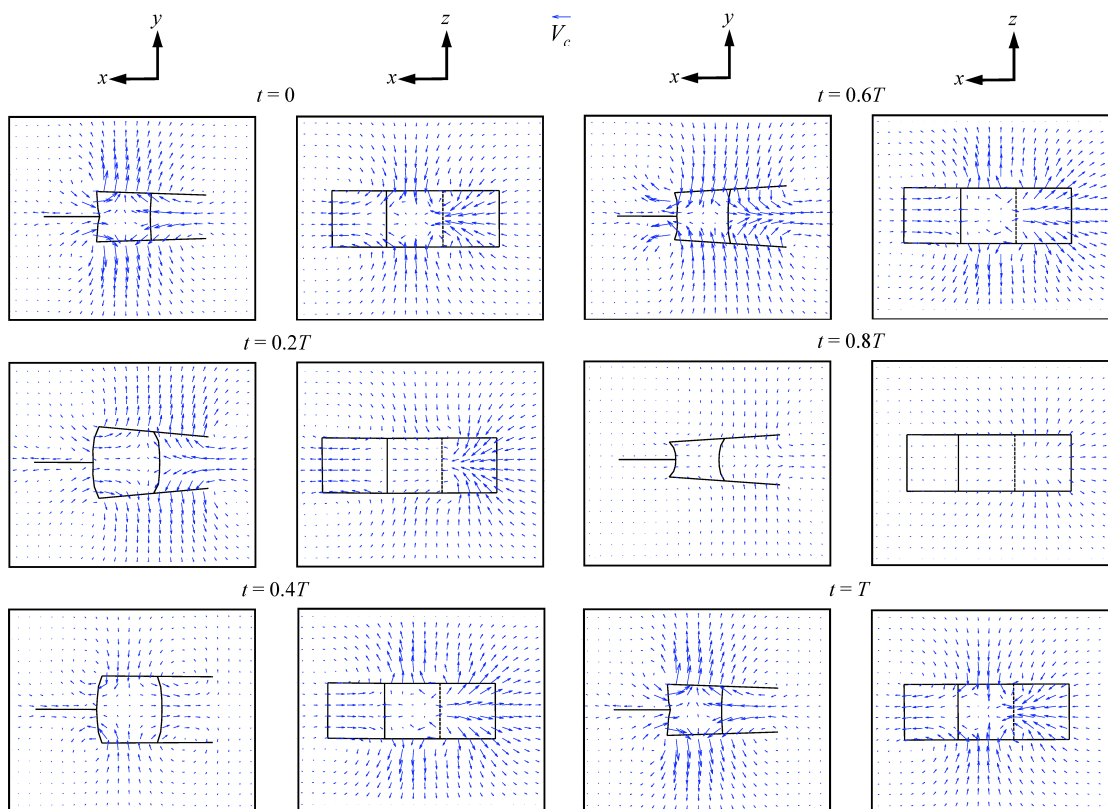 y z V_c y z
x x x x
t = 0 t = 0.6T
t = 0.2T t = 0.8T
t = 0.4T t = T